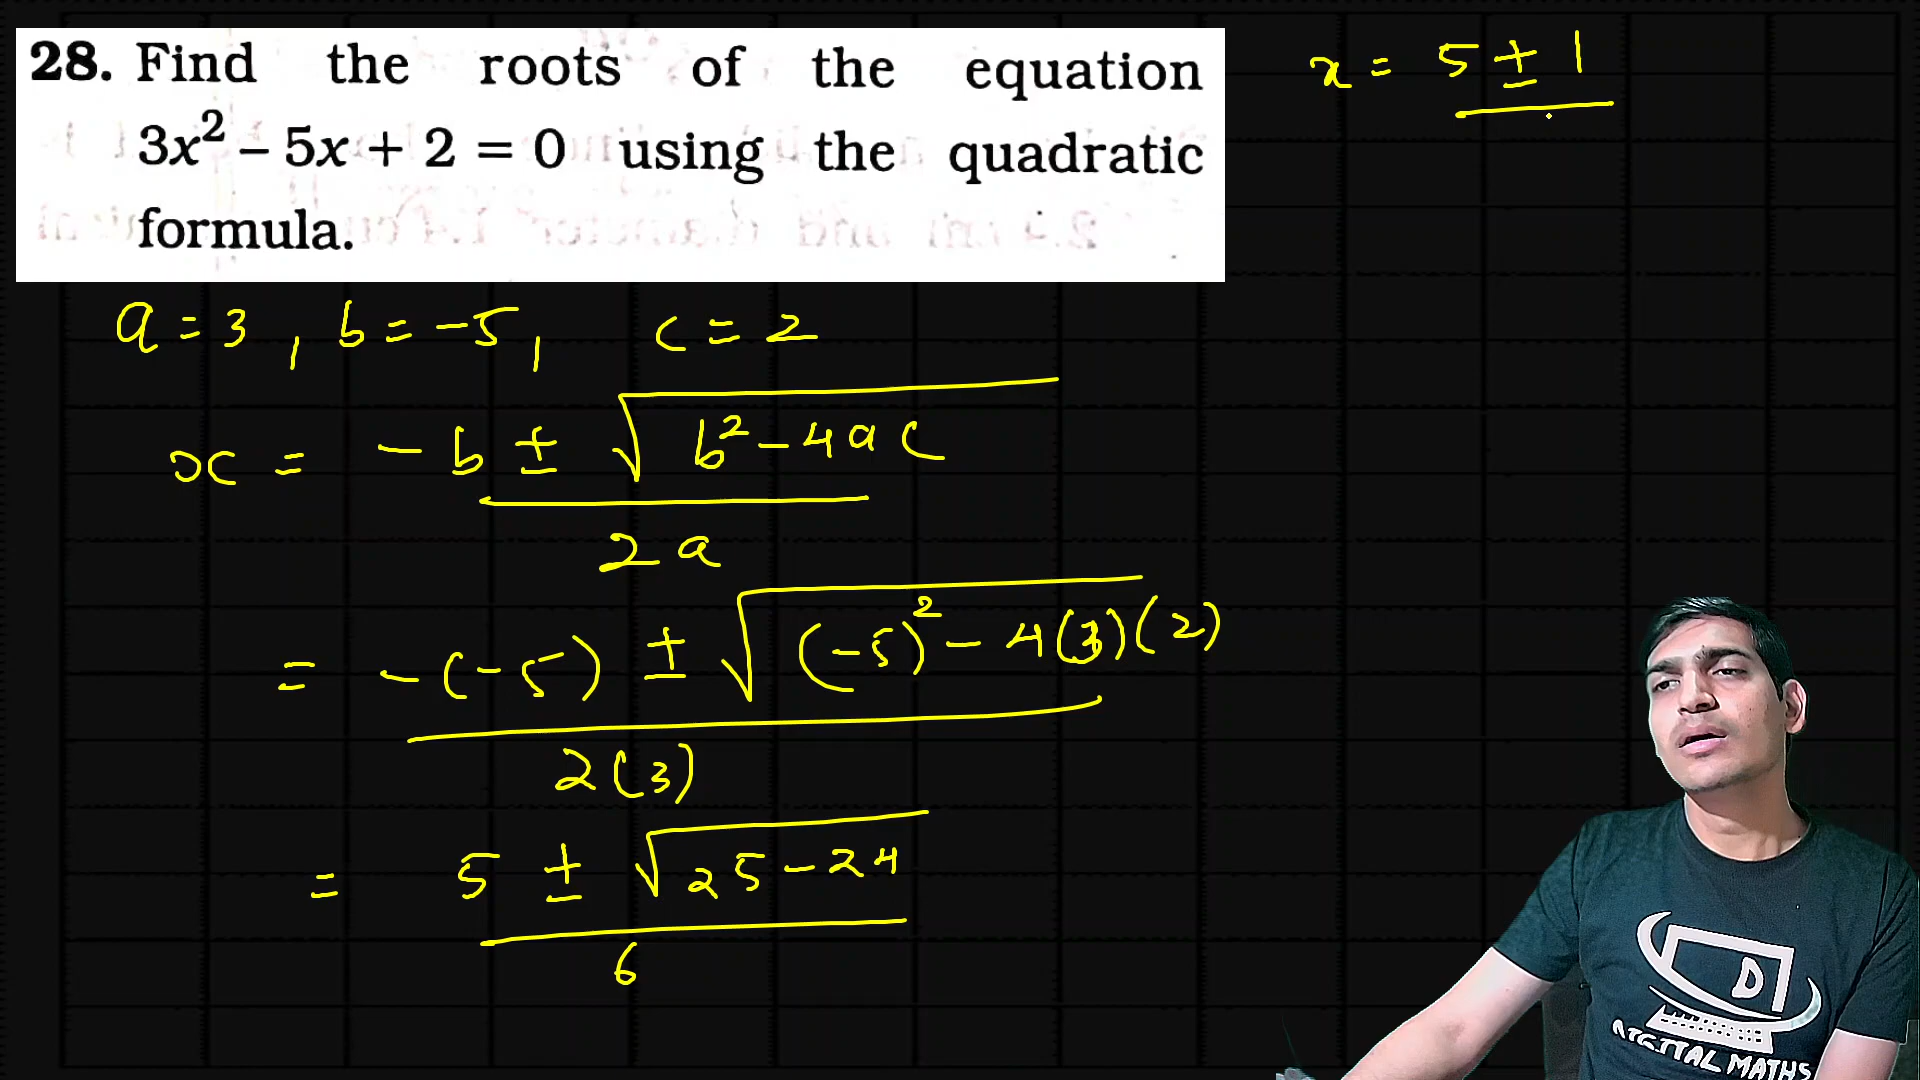 28. Find the roots of the equation
3x² – 5x + 2 = 0 using the quadratic
formula.
a = 3 , b = -5, c = 2
x = -b ± √b²-4ac
2a
= -(-5) ± √(-5)² - 4(3)(2)
2(3)
= 5 ± √25-24
6
x = 5 ± 1
D
DIGITAL MATHS